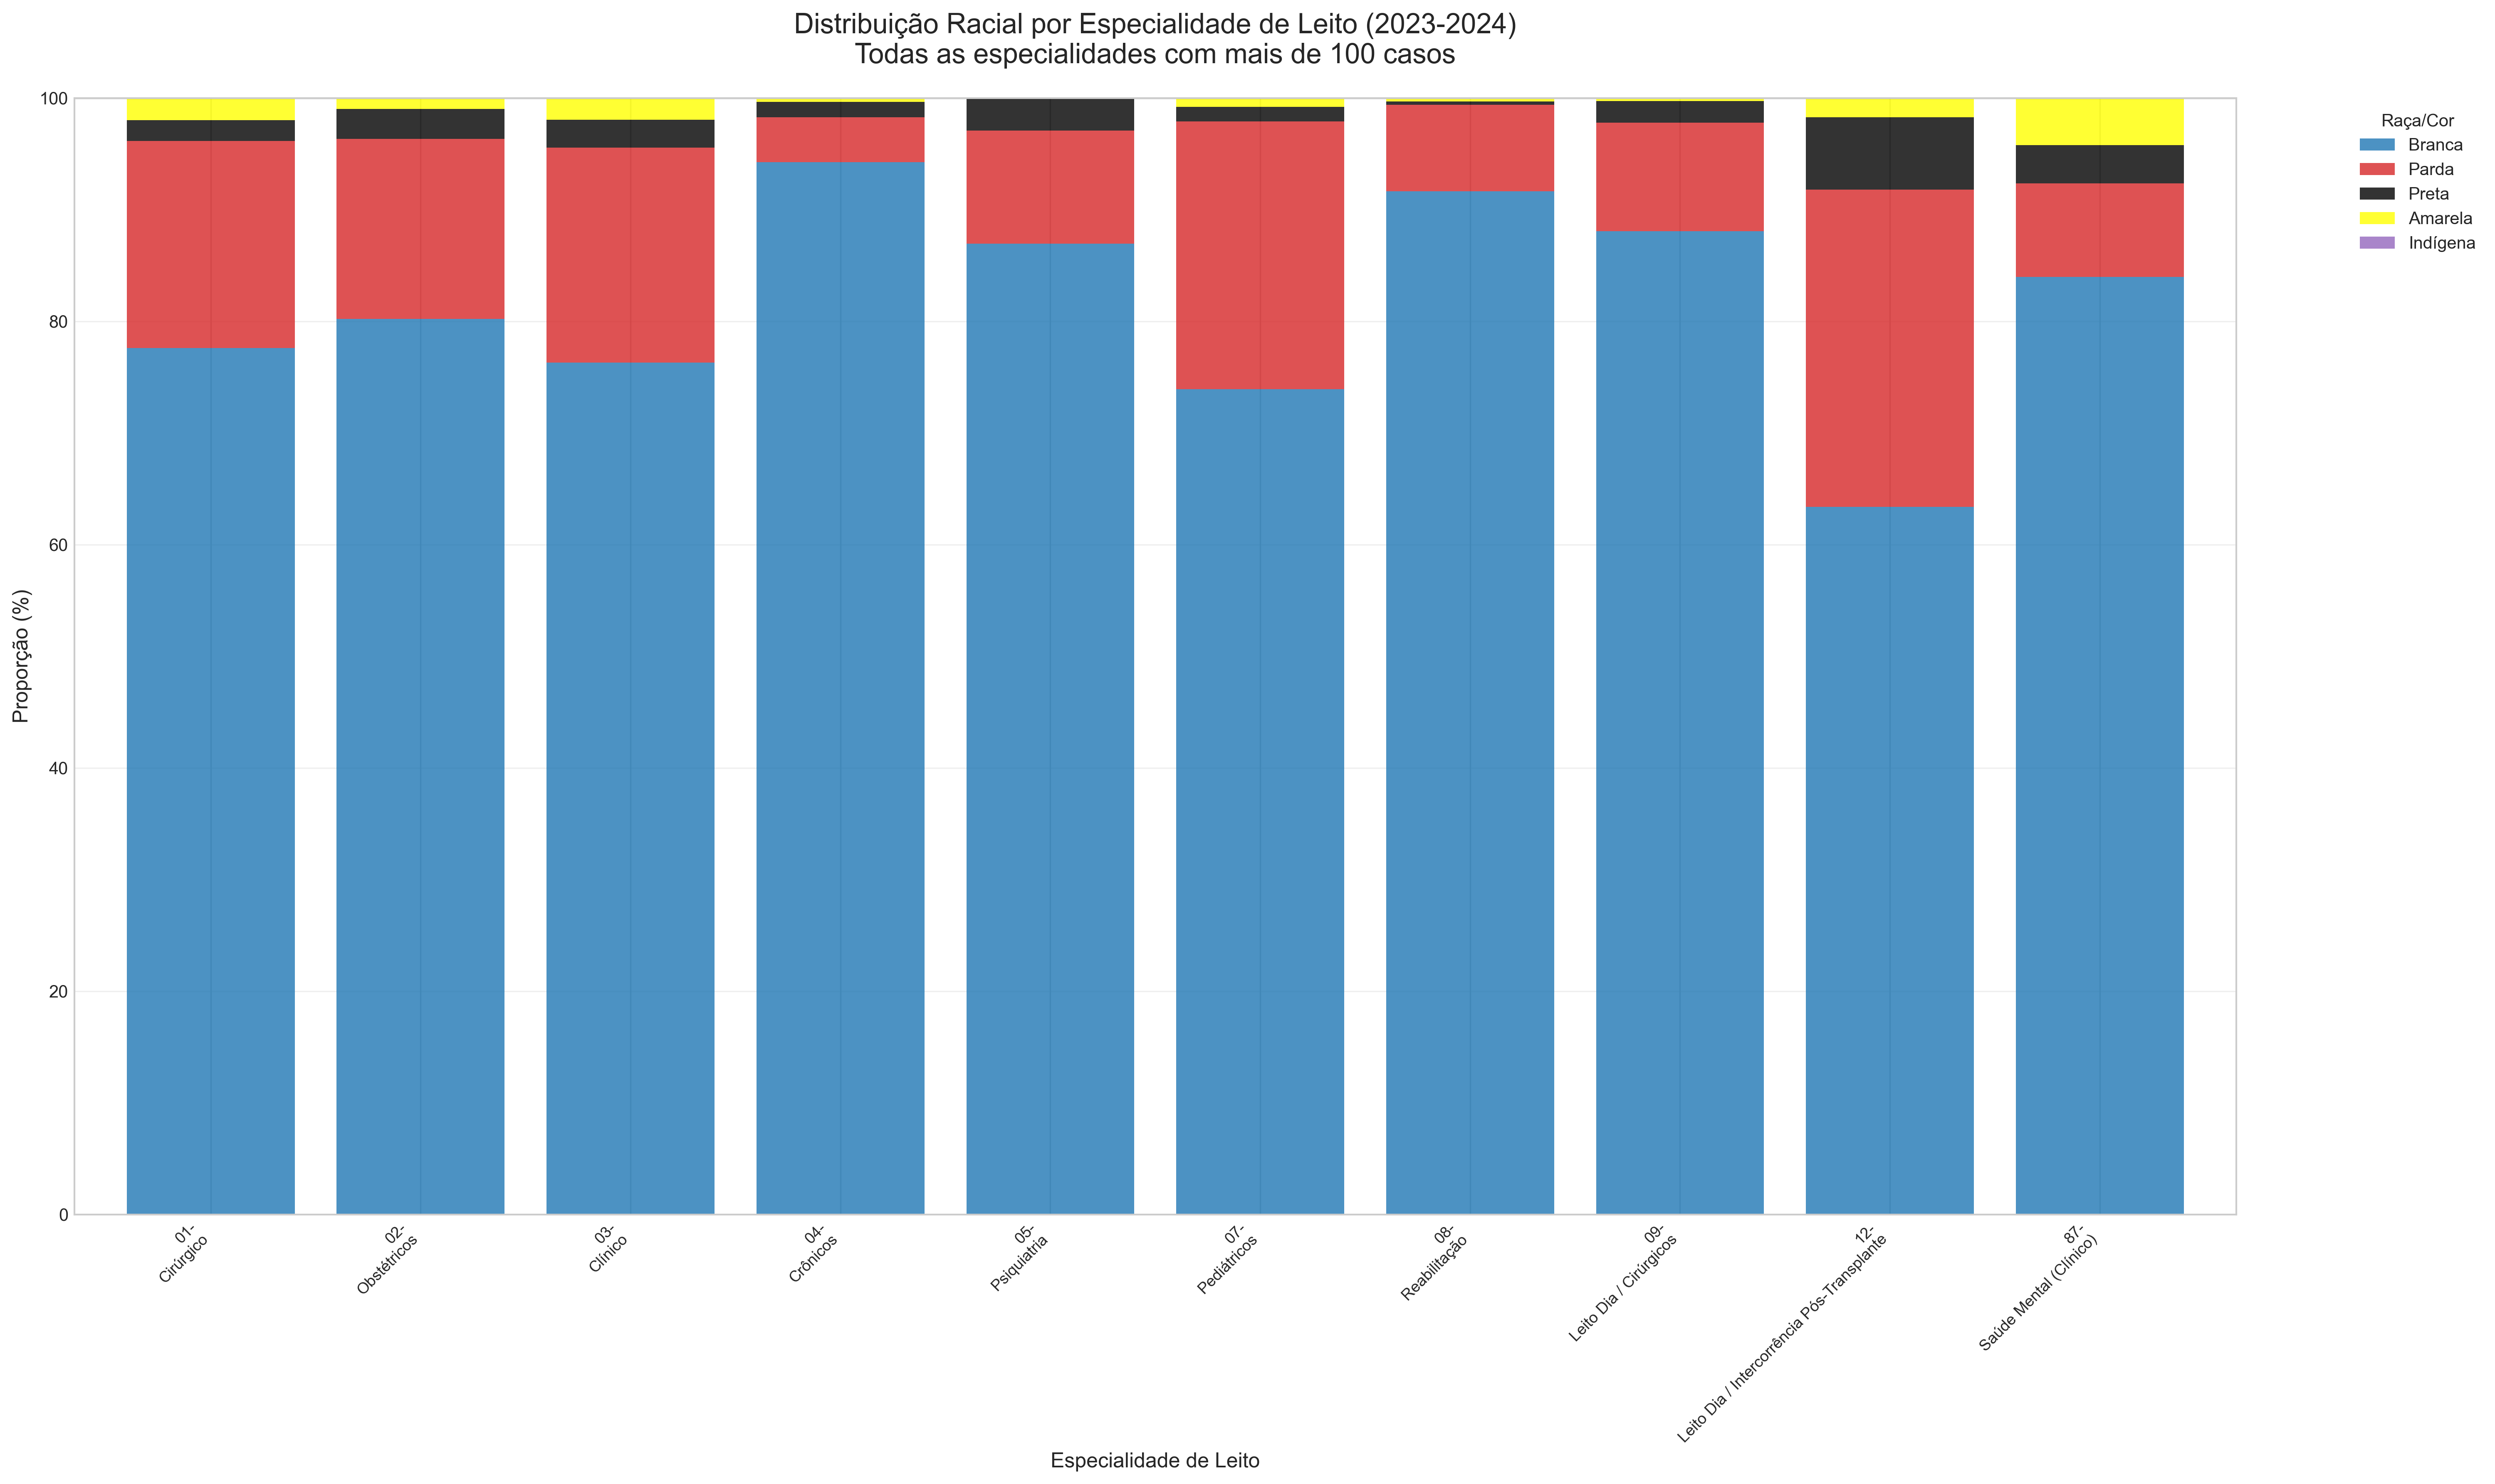 Distribuição Racial por Especialidade de Leito (2023-2024)
Todas as especialidades com mais de 100 casos
Raça/Cor
Branca
Parda
Preta
Amarela
Indígena
Proporção (%)
100
80
60
40
20
0
01-
Cirúrgico
02-
Obstétricos
03-
Clínico
04-
Crônicos
05-
Psiquiatria
07-
Pediátricos
08-
Reabilitação
09-
Leito Dia / Cirúrgicos
12-
Leito Dia / Intercorrência Pós-Transplante
87-
Saúde Mental (Clínico)
Especialidade de Leito